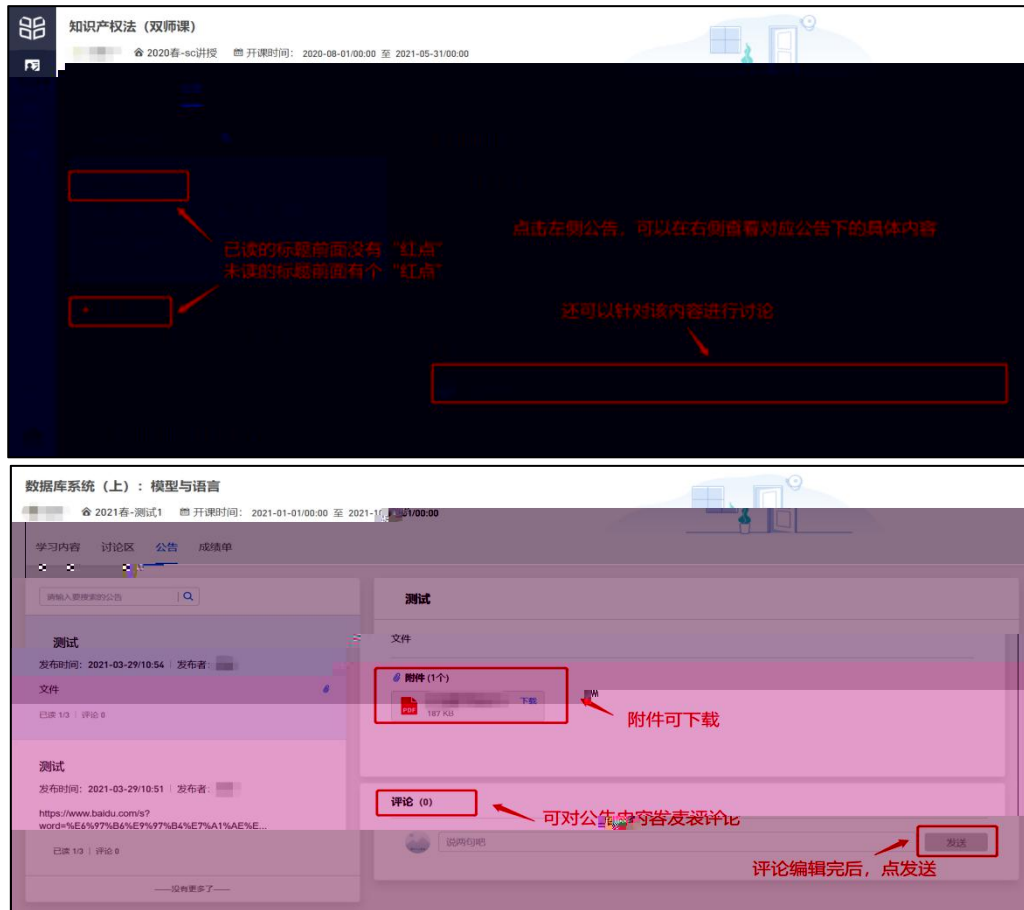 知识产权法（双师课）
2020春-sc讲授 开课时间： 2020-08-01/00:00 至 2021-05-31/00:00
点击左侧公告，可以在右侧查看对应公告下的具体内容
已读的标题前面没有“红点”
未读的标题前面有个“红点”
还可以针对该内容进行讨论
数据库系统（上）：模型与语言
2021春-测试1 开课时间： 2021-01-01/00:00 至 2021-
学习内容 讨论区 公告 成绩单
请输入要搜索的公告
测试
发布时间：2021-03-29/10:54 发布者：
文件
已读 1/3 评论 0
测试
发布时间：2021-03-29/10:51 发布者：
https://www.baidu.com/s?
word=%E6%97%B6%E9%97%B4%E7%A1%AE%E...
已读 1/3 评论 0
——没有更多了——
测试
文件
附件 (1个)
PDF 下载
187 KB
附件可下载
评论 (0)
可对公告内容发表评论
说两句吧
发送
评论编辑完后，点发送